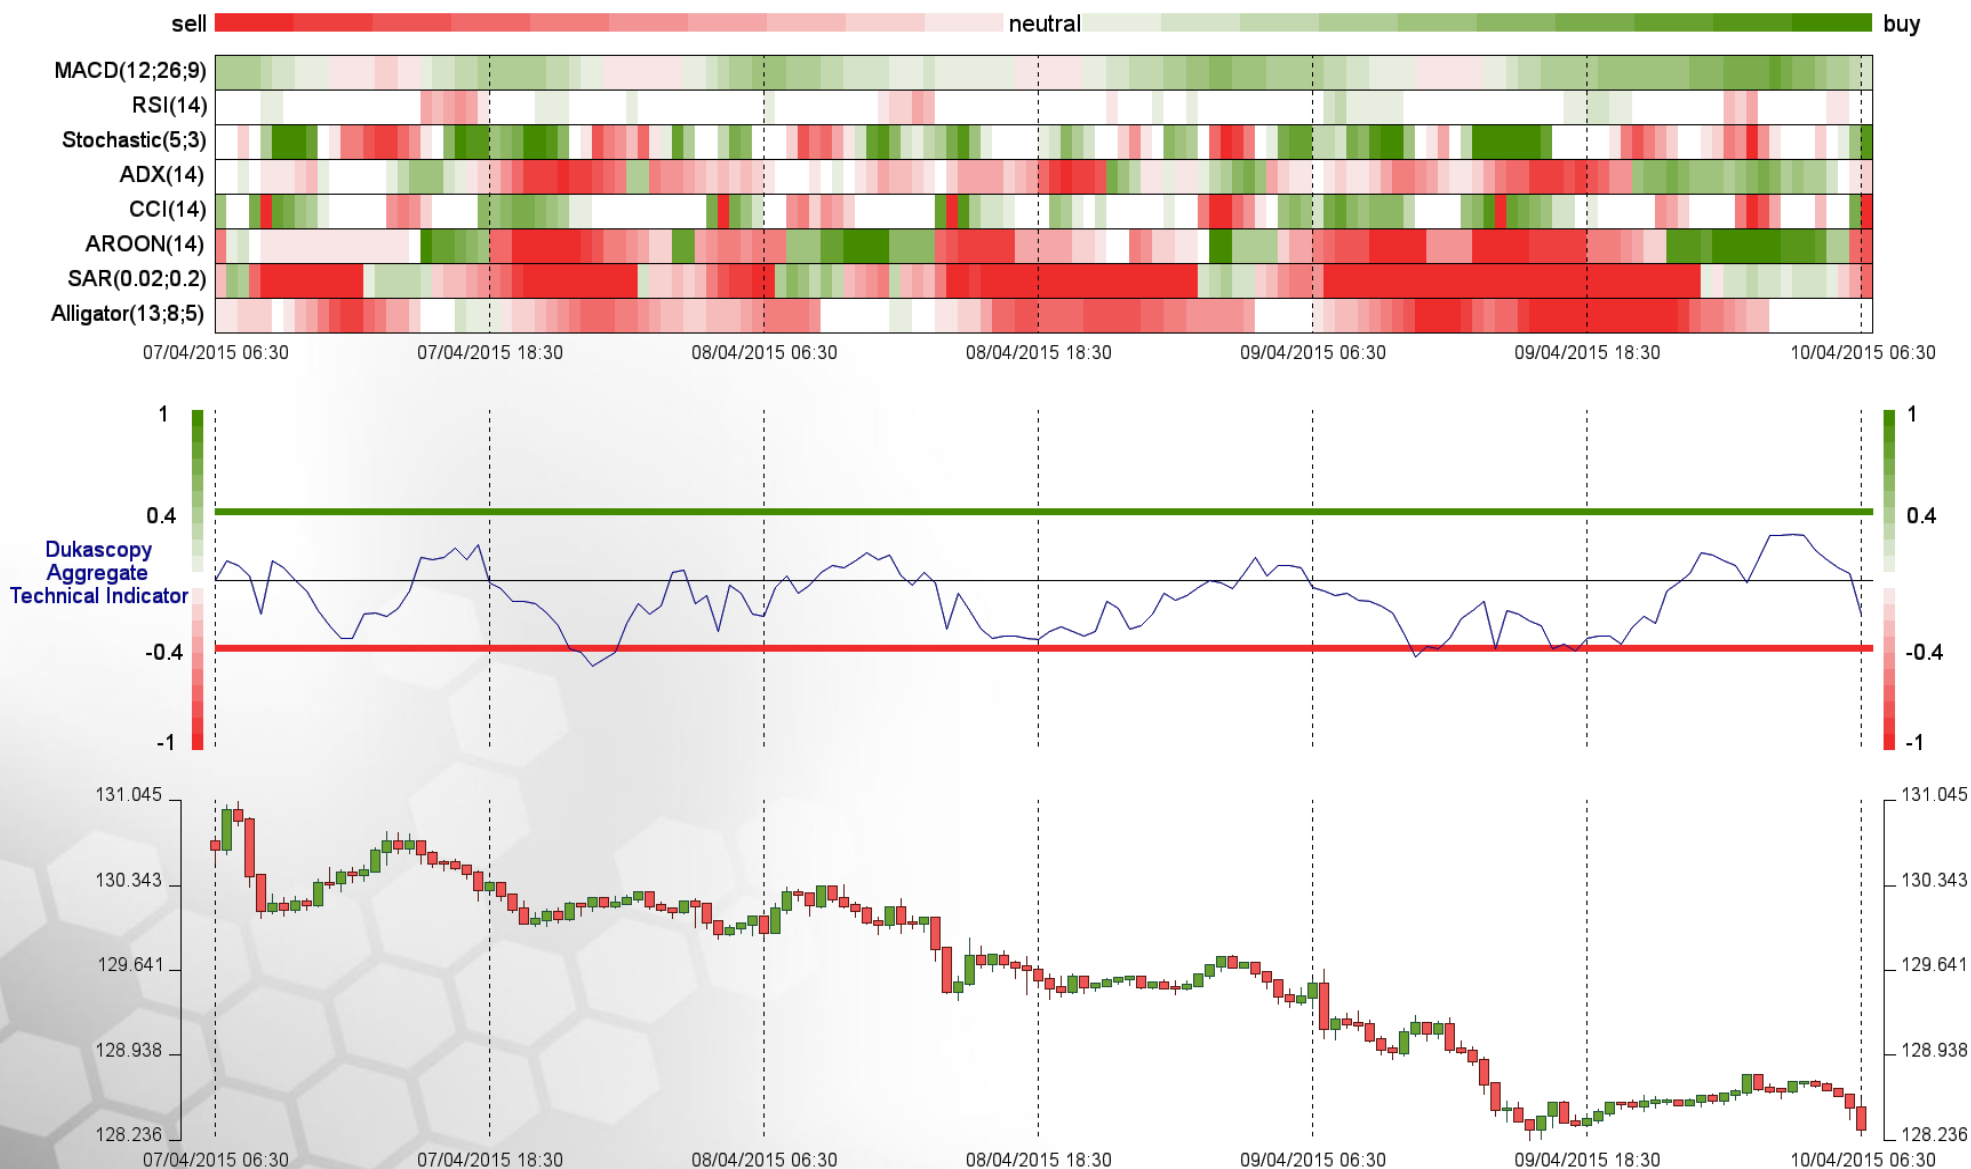 sell neutral buy
MACD(12;26;9)
RSI(14)
Stochastic(5;3)
ADX(14)
CCI(14)
AROON(14)
SAR(0.02;0.2)
Alligator(13;8;5)
07/04/2015 06:30 07/04/2015 18:30 08/04/2015 06:30 08/04/2015 18:30 09/04/2015 06:30 09/04/2015 18:30 10/04/2015 06:30
1 1
0.4 0.4
Dukascopy
Aggregate
Technical Indicator
-0.4 -0.4
-1 -1
131.045 131.045
130.343 130.343
129.641 129.641
128.938 128.938
128.236 128.236
07/04/2015 06:30 07/04/2015 18:30 08/04/2015 06:30 08/04/2015 18:30 09/04/2015 06:30 09/04/2015 18:30 10/04/2015 06:30